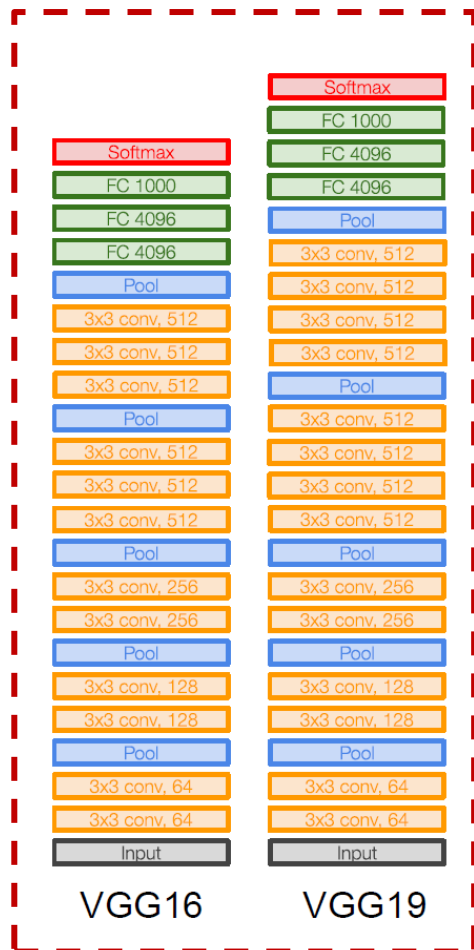 Softmax
FC 1000
FC 4096
FC 4096
Pool
3x3 conv, 512
3x3 conv, 512
3x3 conv, 512
Pool
3x3 conv, 512
3x3 conv, 512
3x3 conv, 512
Pool
3x3 conv, 256
3x3 conv, 256
Pool
3x3 conv, 128
3x3 conv, 128
Pool
3x3 conv, 64
3x3 conv, 64
Input
VGG16
Softmax
FC 1000
FC 4096
FC 4096
Pool
3x3 conv, 512
3x3 conv, 512
3x3 conv, 512
3x3 conv, 512
Pool
3x3 conv, 512
3x3 conv, 512
3x3 conv, 512
3x3 conv, 512
Pool
3x3 conv, 256
3x3 conv, 256
Pool
3x3 conv, 128
3x3 conv, 128
Pool
3x3 conv, 64
3x3 conv, 64
Input
VGG19